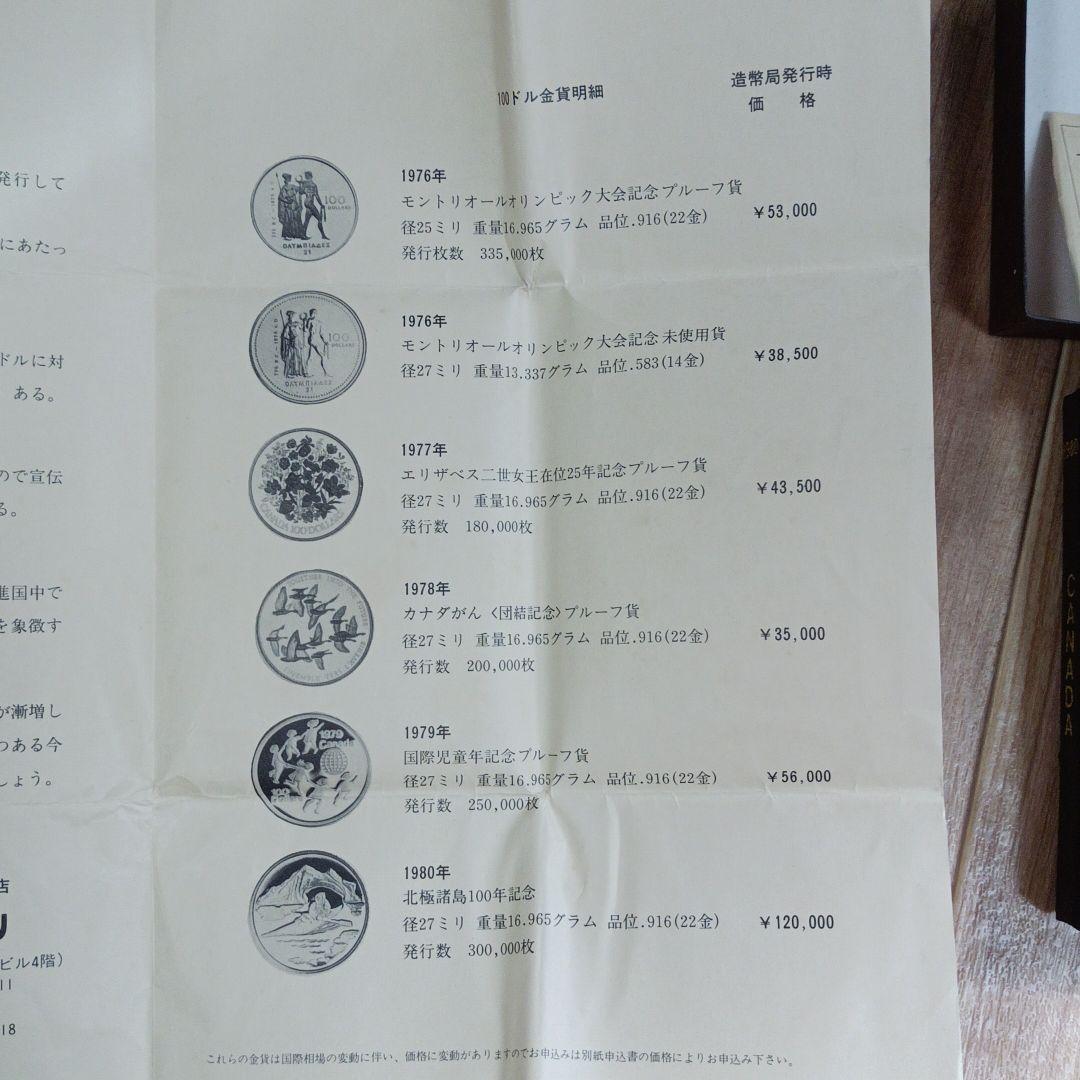 発行して
にあたっ
ドルに対
ある。
ので宣伝
る。
進国中で
を象徴す
が漸増し
つある今
しょう。
店
ビル4階)
11
18
100ドル金貨明細
造幣局発行時
価 格
1976年
モントリオールオリンピック大会記念プルーフ貨
径25ミリ 重量16.965グラム 品位.916(22金)
¥53,000
発行枚数 335,000枚
1976年
モントリオールオリンピック大会記念 未使用貨
径27ミリ 重量13.337グラム 品位.583(14金)
¥38,500
1977年
エリザベス二世女王在位25年記念プルーフ貨
径27ミリ 重量16.965グラム 品位.916(22金)
¥43,500
発行数 180,000枚
1978年
カナダがん〈団結記念〉プルーフ貨
径27ミリ 重量16.965グラム 品位.916(22金)
¥35,000
発行数 200,000枚
1979年
国際児童年記念プルーフ貨
径27ミリ 重量16.965グラム 品位.916(22金)
¥56,000
発行数 250,000枚
1980年
北極諸島100年記念
径27ミリ 重量16.965グラム 品位.916(22金)
¥120,000
発行数 300,000枚
これらの金貨は国際相場の変動に伴い、価格に変動がありますのでお申込みは別紙申込書の価格によりお申込み下さい。
100
DOLLARS
ΟΛΥΜΠΙΑΔΕΣ
21
100
DOLLARS
ΟΛΥΜΠΙΑΔΕΣ
21
CANADA 100 DOLLARS
1979
Canada
CANADA